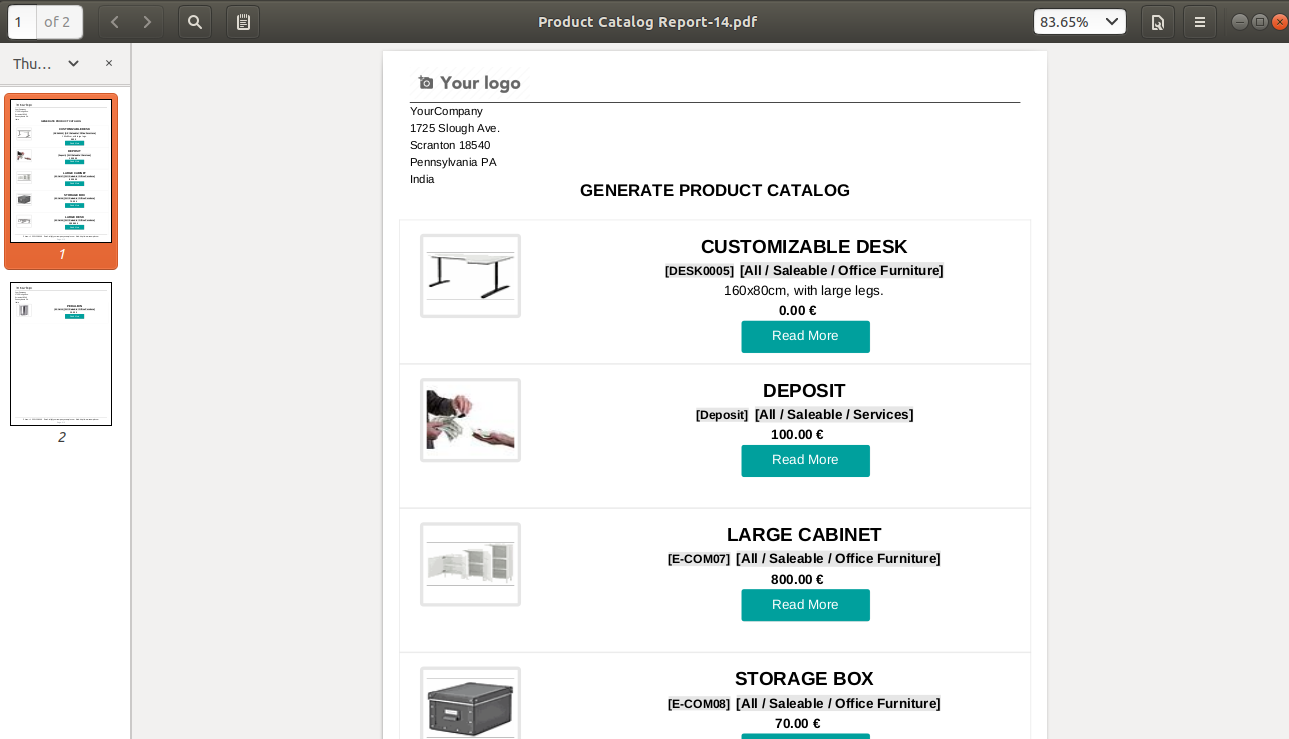 1 of 2
Product Catalog Report-14.pdf
83.65%
Thu...
1
2
Your logo
YourCompany
1725 Slough Ave.
Scranton 18540
Pennsylvania PA
India
GENERATE PRODUCT CATALOG
CUSTOMIZABLE DESK
[DESK0005] [All / Saleable / Office Furniture]
160x80cm, with large legs.
0.00 €
Read More
DEPOSIT
[Deposit] [All / Saleable / Services]
100.00 €
Read More
LARGE CABINET
[E-COM07] [All / Saleable / Office Furniture]
800.00 €
Read More
STORAGE BOX
[E-COM08] [All / Saleable / Office Furniture]
70.00 €